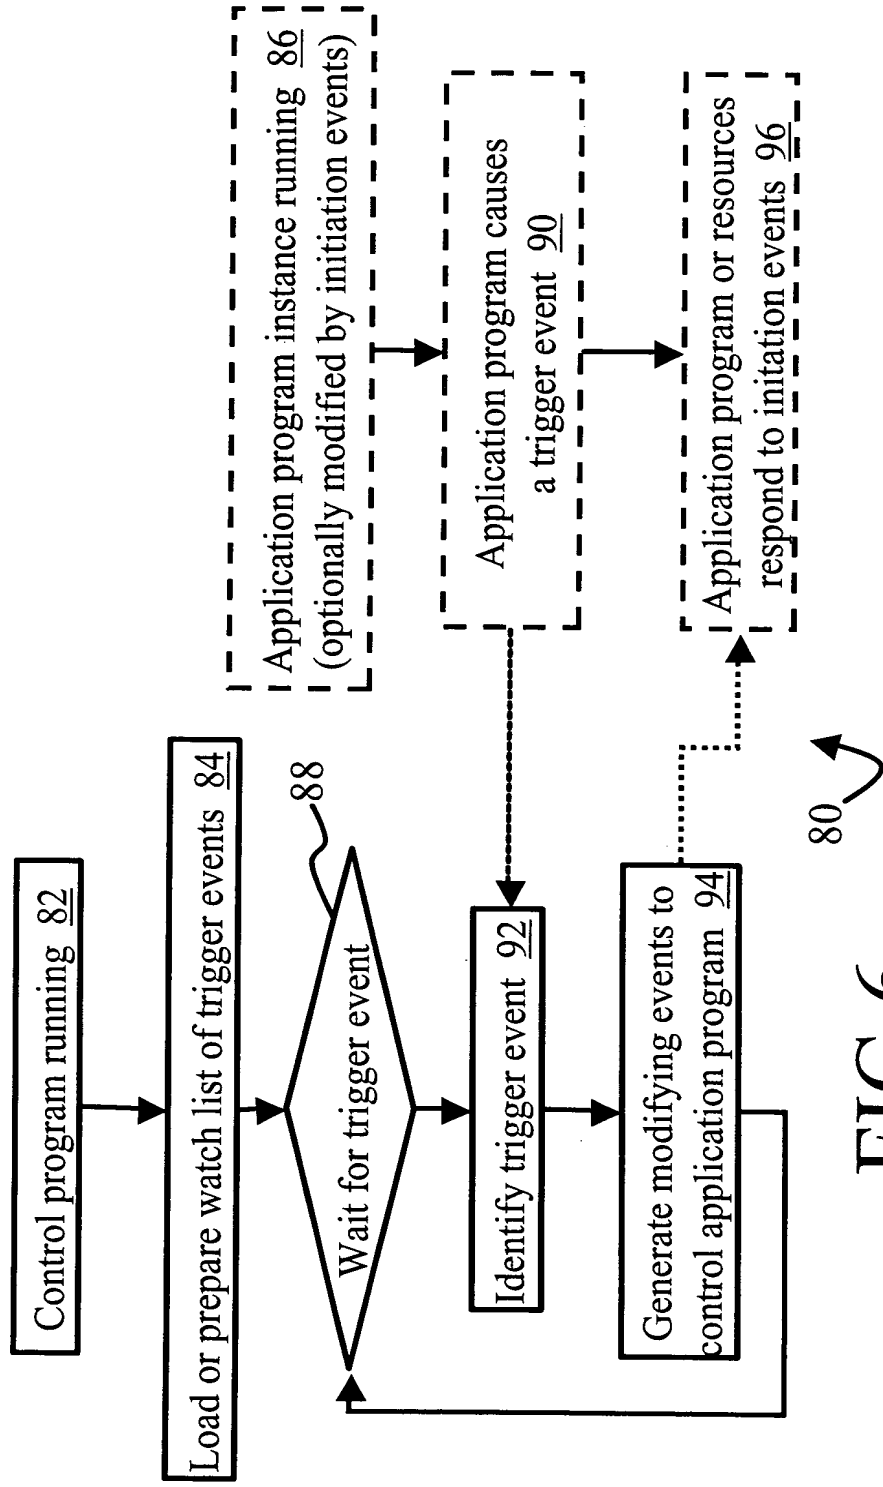 Control program running 82
Load or prepare watch list of trigger events 84
88
Wait for trigger event
Identify trigger event 92
Generate modifying events to
control application program 94
Application program instance running 86
(optionally modified by initiation events)
Application program causes
a trigger event 90
Application program or resources
respond to initation events 96
80
FIG 6